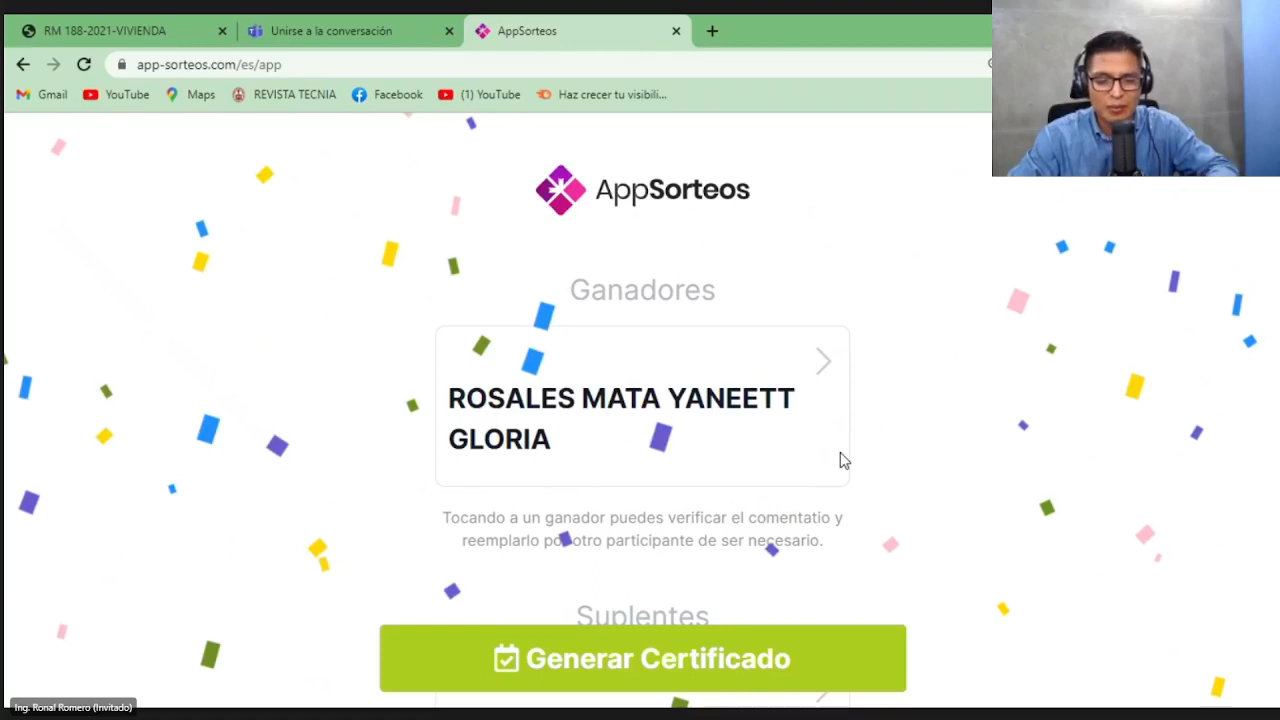 RM 188-2021-VIVIENDA
Unirse a la conversación
AppSorteos
app-sorteos.com/es/app
Gmail
YouTube
Maps
REVISTA TECNIA
Facebook
(1) YouTube
Haz crecer tu visibili...
AppSorteos
Ganadores
ROSALES MATA YANEETT
GLORIA
Tocando a un ganador puedes verificar el comentatio y
reemplarlo por otro participante de ser necesario.
Suplentes
Generar Certificado
Ing. Ronal Romero (Invitado)